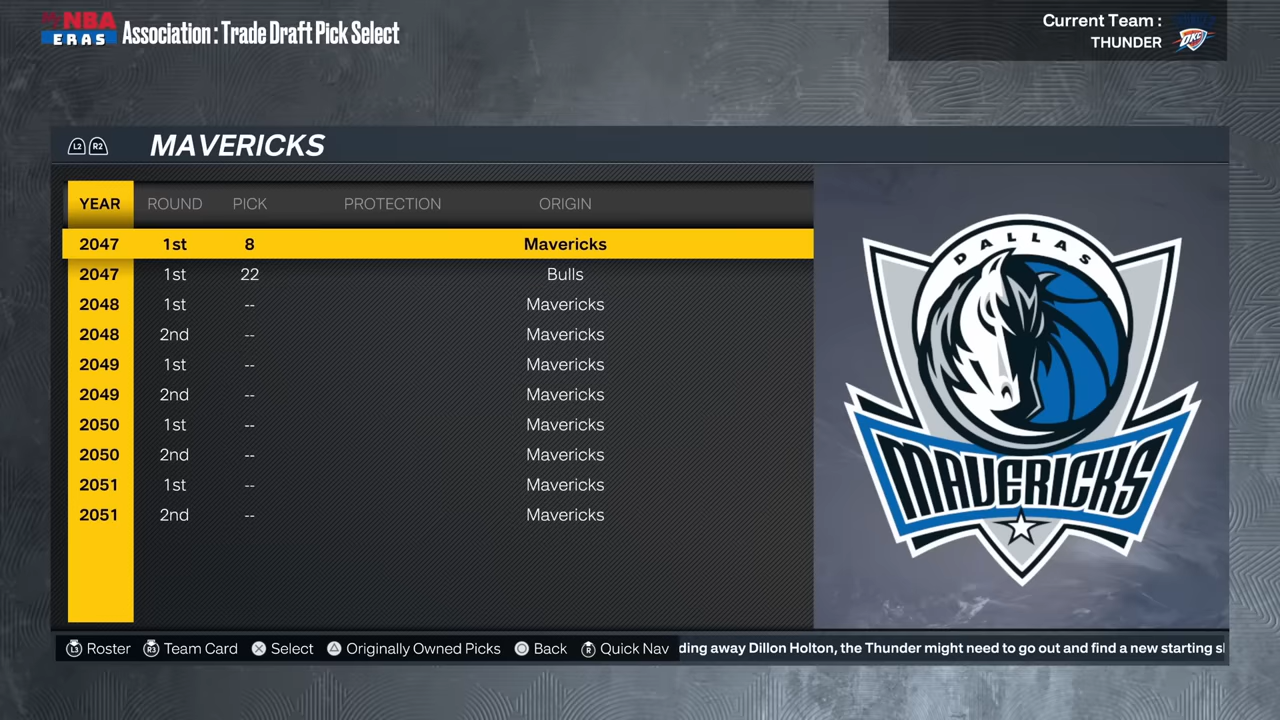 NBA
ERAS
Association : Trade Draft Pick Select
Current Team :
THUNDER
OKC
L2 R2 MAVERICKS
YEAR ROUND PICK PROTECTION ORIGIN
2047 1st 8 Mavericks
2047 1st 22 Bulls
2048 1st -- Mavericks
2048 2nd -- Mavericks
2049 1st -- Mavericks
2049 2nd -- Mavericks
2050 1st -- Mavericks
2050 2nd -- Mavericks
2051 1st -- Mavericks
2051 2nd -- Mavericks
DALLAS
MAVERICKS
Roster Team Card Select Originally Owned Picks Back Quick Nav
ding away Dillon Holton, the Thunder might need to go out and find a new starting